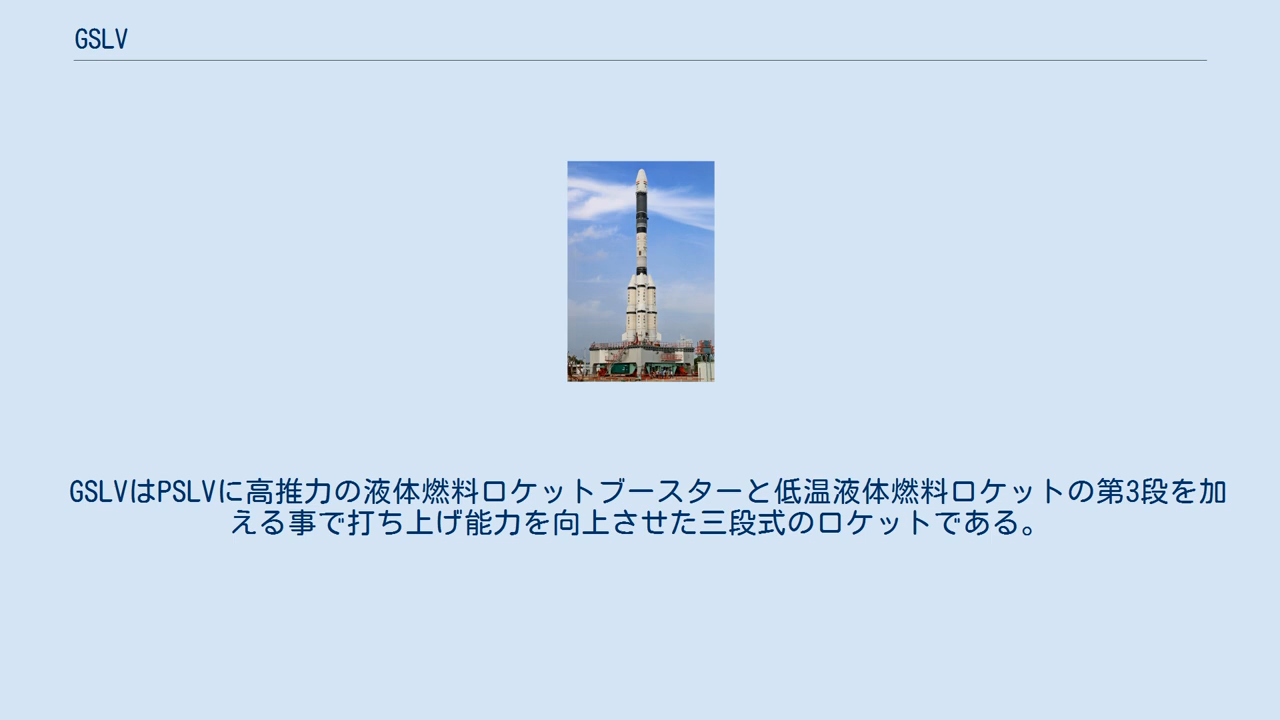 GSLV
GSLVはPSLVに高推力の液体燃料ロケットブースターと低温液体燃料ロケットの第3段を加
える事で打ち上げ能力を向上させた三段式のロケットである。